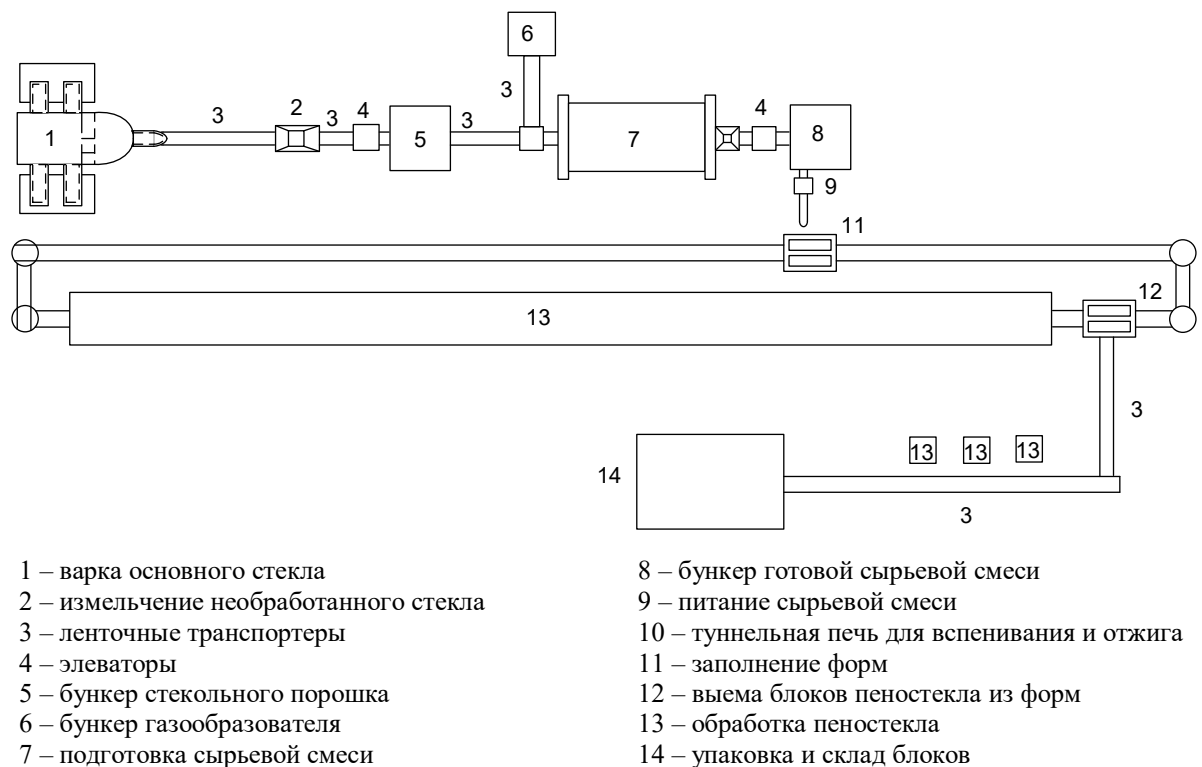 6
3
2
3
4
3
3
4
1
5
7
8
9
11
12
13
3
13
13
13
14
3
1 – варка основного стекла
2 – измельчение необработанного стекла
3 – ленточные транспортеры
4 – элеваторы
5 – бункер стекольного порошка
6 – бункер газообразователя
7 – подготовка сырьевой смеси
8 – бункер готовой сырьевой смеси
9 – питание сырьевой смеси
10 – туннельная печь для вспенивания и отжига
11 – заполнение форм
12 – выема блоков пеностекла из форм
13 – обработка пеностекла
14 – упаковка и склад блоков